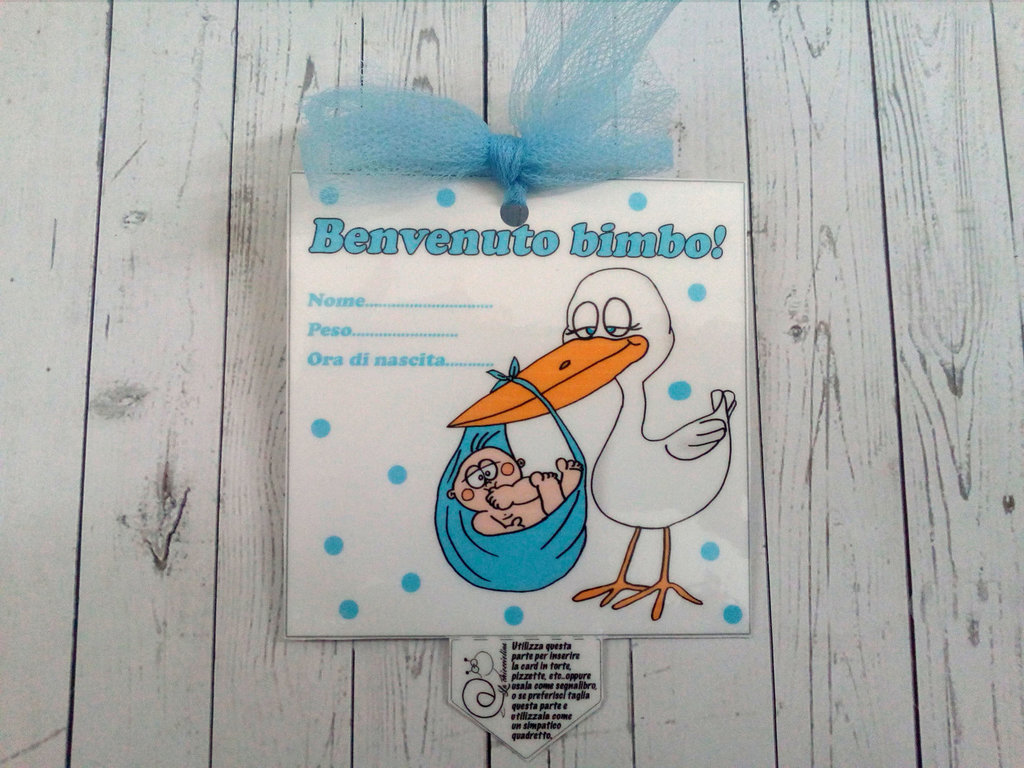 Benvenuto bimbo!
Nome............................
Peso.......................
Ora di nascita..........
Utilizza questa
parte per inserire
la card in torte,
pizzette, etc..oppure
usala come segnalibro,
o se preferisci taglia
questa parte e
utilizzala come
un simpatico
quadretto.